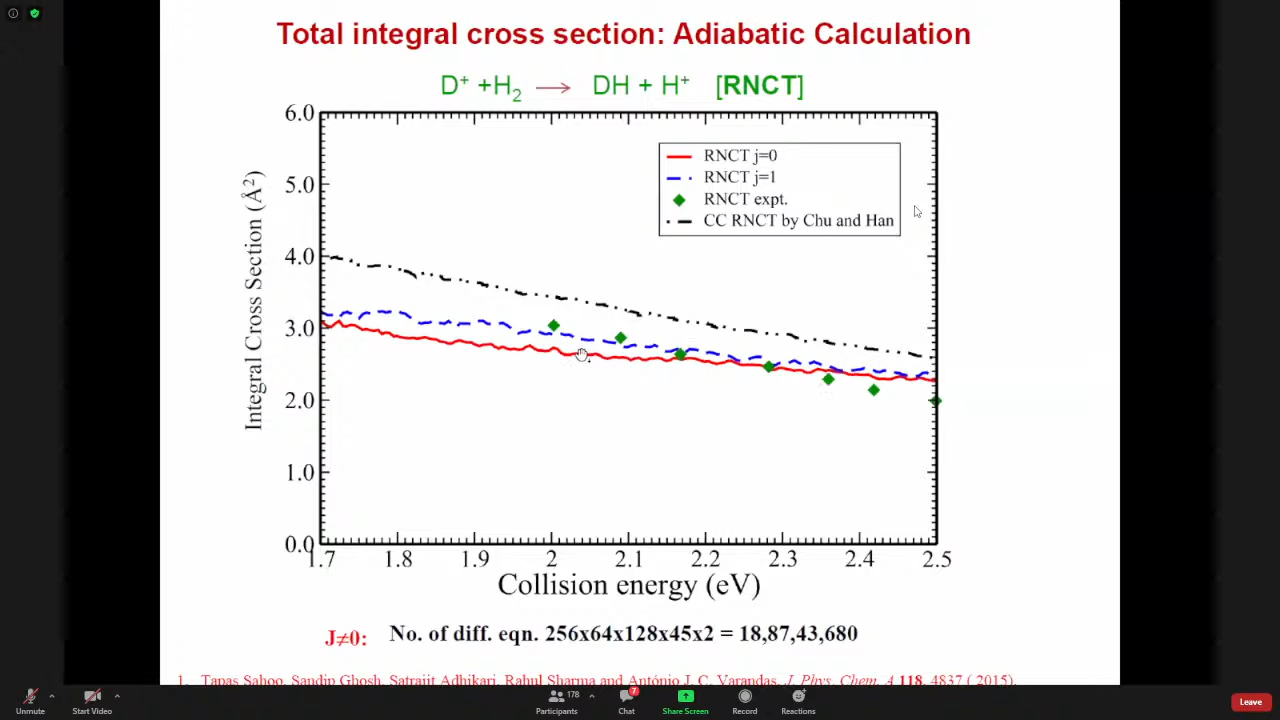 Total integral cross section: Adiabatic Calculation
D⁺ +H₂ → DH + H⁺ [RNCT]
6.0
5.0
4.0
3.0
2.0
1.0
0.0
Integral Cross Section (Å²)
RNCT j=0
RNCT j=1
RNCT expt.
CC RNCT by Chu and Han
1.7 1.8 1.9 2 2.1 2.2 2.3 2.4 2.5
Collision energy (eV)
J≠0: No. of diff. eqn. 256x64x128x45x2 = 18,87,43,680
1. Tapas Sahoo, Sandip Ghosh, Satrajit Adhikari, Rahul Sharma and António J. C. Varandas, J. Phys. Chem. A 118, 4837 ( 2015).
178
7
Unmute Start Video Participants Chat Share Screen Record Reactions Leave